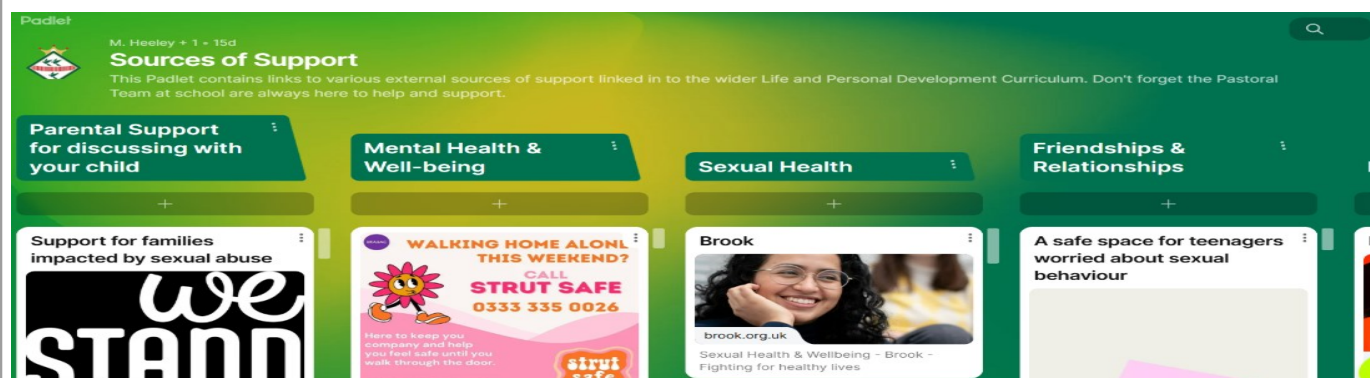 Padlet
M. Heeley + 1 • 15d
Sources of Support
This Padlet contains links to various external sources of support linked in to the wider Life and Personal Development Curriculum. Don't forget the Pastoral
Team at school are always here to help and support.
Parental Support
for discussing with
your child
Mental Health &
Well-being
Sexual Health
Friendships &
Relationships
Support for families
impacted by sexual abuse
we
STAND
WALKING HOME ALONE
THIS WEEKEND?
CALL
STRUT SAFE
0333 335 0026
Here to keep you
company and help
you feel safe until you
walk through the door.
strut
safe
Brook
brook.org.uk
Sexual Health & Wellbeing - Brook -
Fighting for healthy lives
A safe space for teenagers
worried about sexual
behaviour